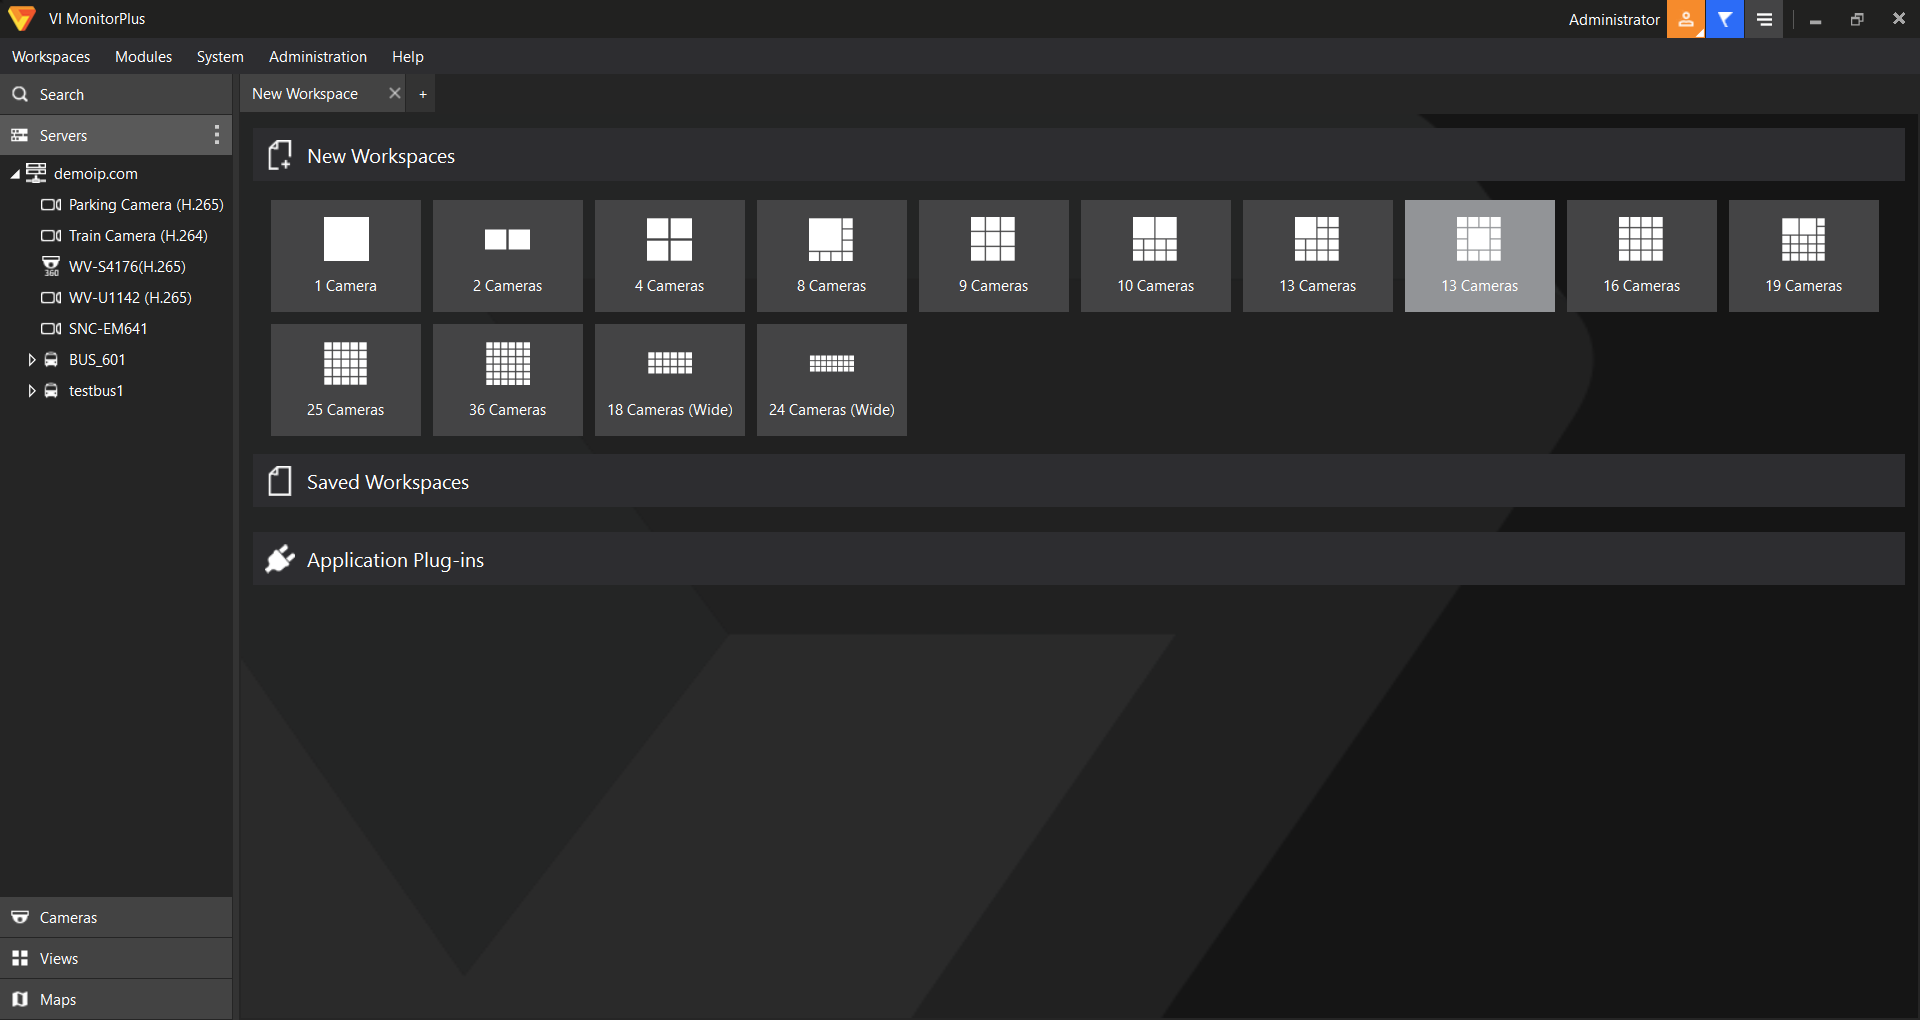 VI MonitorPlus
Administrator
Workspaces Modules System Administration Help
Search
Servers
demoip.com
Parking Camera (H.265)
Train Camera (H.264)
360
WV-S4176(H.265)
WV-U1142 (H.265)
SNC-EM641
BUS_601
testbus1
Cameras
Views
Maps
New Workspace
+
New Workspaces
1 Camera
2 Cameras
4 Cameras
8 Cameras
9 Cameras
10 Cameras
13 Cameras
13 Cameras
16 Cameras
19 Cameras
25 Cameras
36 Cameras
18 Cameras (Wide)
24 Cameras (Wide)
Saved Workspaces
Application Plug-ins